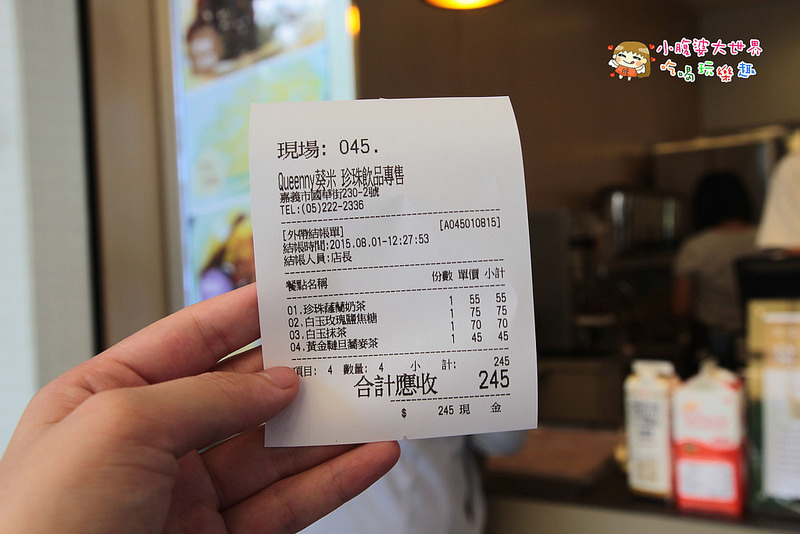 小腹婆大世界
吃喝玩樂趣
現場: 045.
Queenny葵米 珍珠飲品專售
嘉義市國華街230-2號
TEL:(05)222-2336
[外帶結帳單] [A045010815]
結帳時間:2015.08.01-12:27:53
結帳人員:店長
餐點名稱 份數 單價 小計
01.珍珠薩蘭奶茶 1 55 55
02.白玉玫瑰鹽焦糖 1 75 75
03.白玉抹茶 1 70 70
04.黃金韃旦蕎麥茶 1 45 45
項目: 4 數量: 4 小 計: 245
合計應收 245
$ 245 現 金